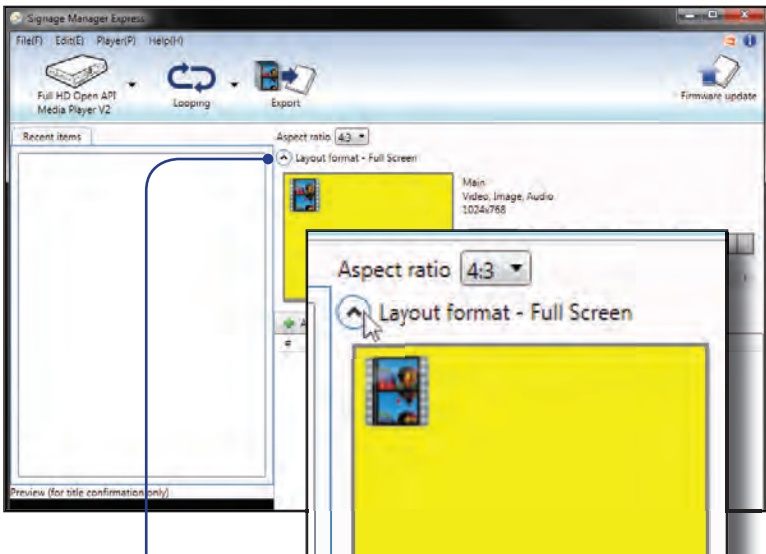 Signage Manager Express
File(F) Edit(E) Player(P) Help(H)
Full HD Open API
Media Player V2
Looping
Export
Firmware update
Recent items
Aspect ratio 4:3
Layout format - Full Screen
Main
Video, Image, Audio
1024x768
Aspect ratio 4:3
Layout format - Full Screen
A
#
Preview (for title confirmation only)